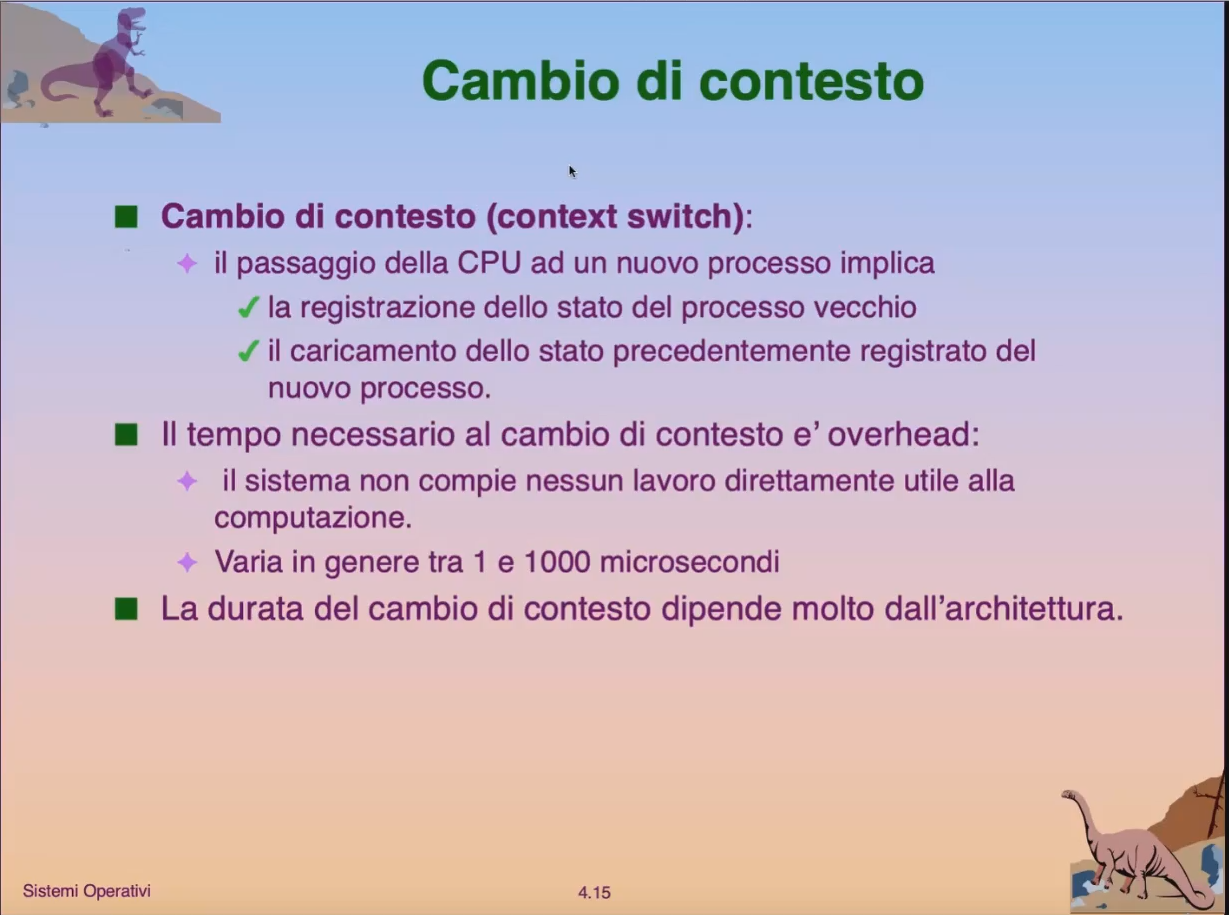 Cambio di contesto
Cambio di contesto (context switch):
il passaggio della CPU ad un nuovo processo implica
la registrazione dello stato del processo vecchio
il caricamento dello stato precedentemente registrato del
nuovo processo.
Il tempo necessario al cambio di contesto e’ overhead:
il sistema non compie nessun lavoro direttamente utile alla
computazione.
Varia in genere tra 1 e 1000 microsecondi
La durata del cambio di contesto dipende molto dall’architettura.
Sistemi Operativi
4.15